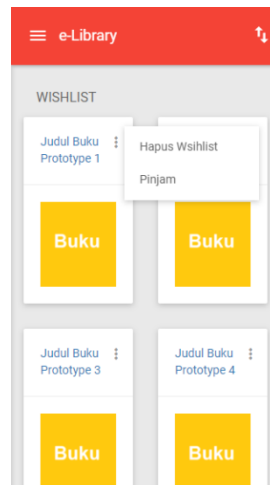 e-Library
WISHLIST
Judul Buku
Prototype 1
Hapus Wsihlist
Pinjam
Buku
Buku
Judul Buku
Prototype 3
Judul Buku
Prototype 4
Buku
Buku